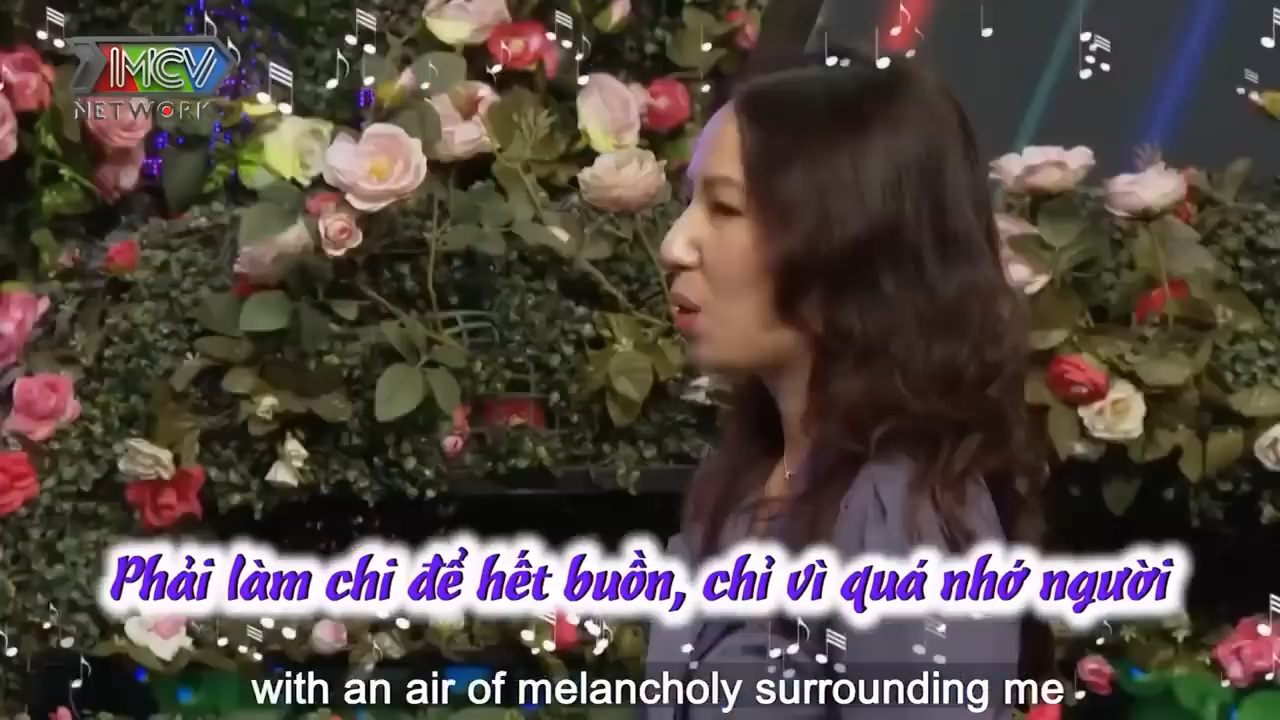 MCV
NETWORK
Phải làm chi để hết buồn, chỉ vì quá nhớ người
with an air of melancholy surrounding me